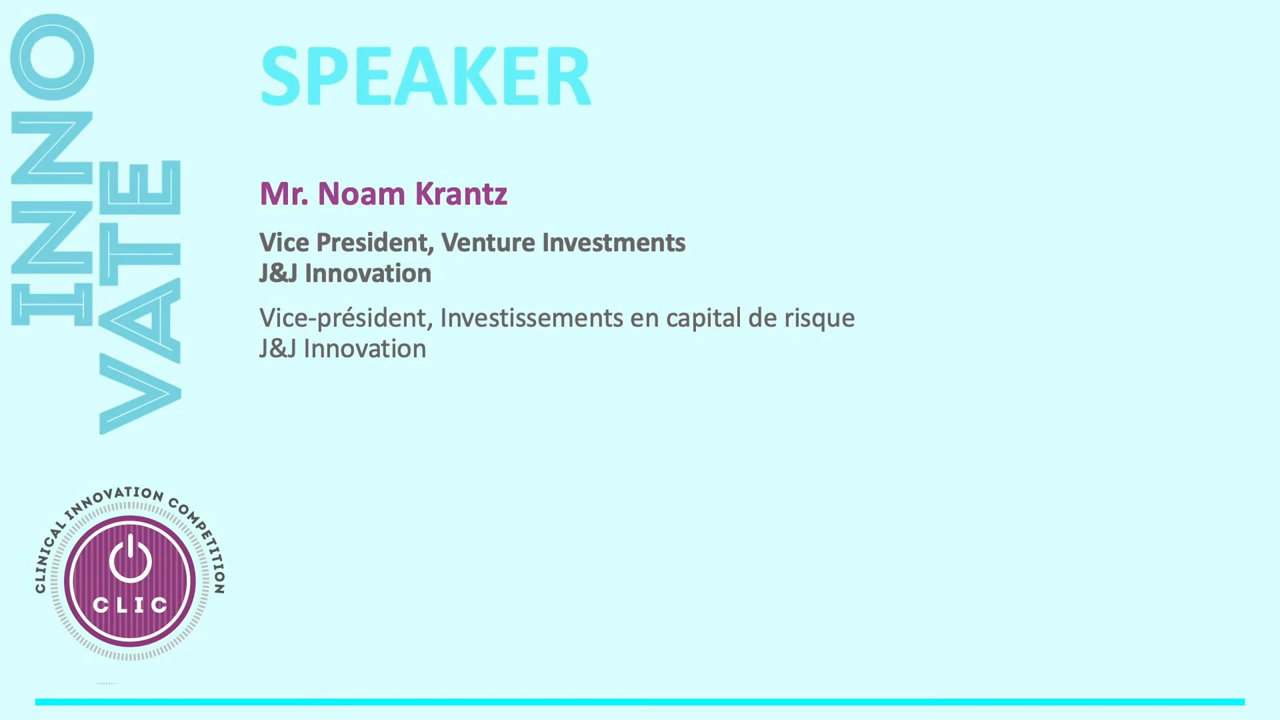 INNO
VATE
SPEAKER
Mr. Noam Krantz
Vice President, Venture Investments
J&J Innovation
Vice-président, Investissements en capital de risque
J&J Innovation
CLINICAL INNOVATION COMPETITION
CLIC